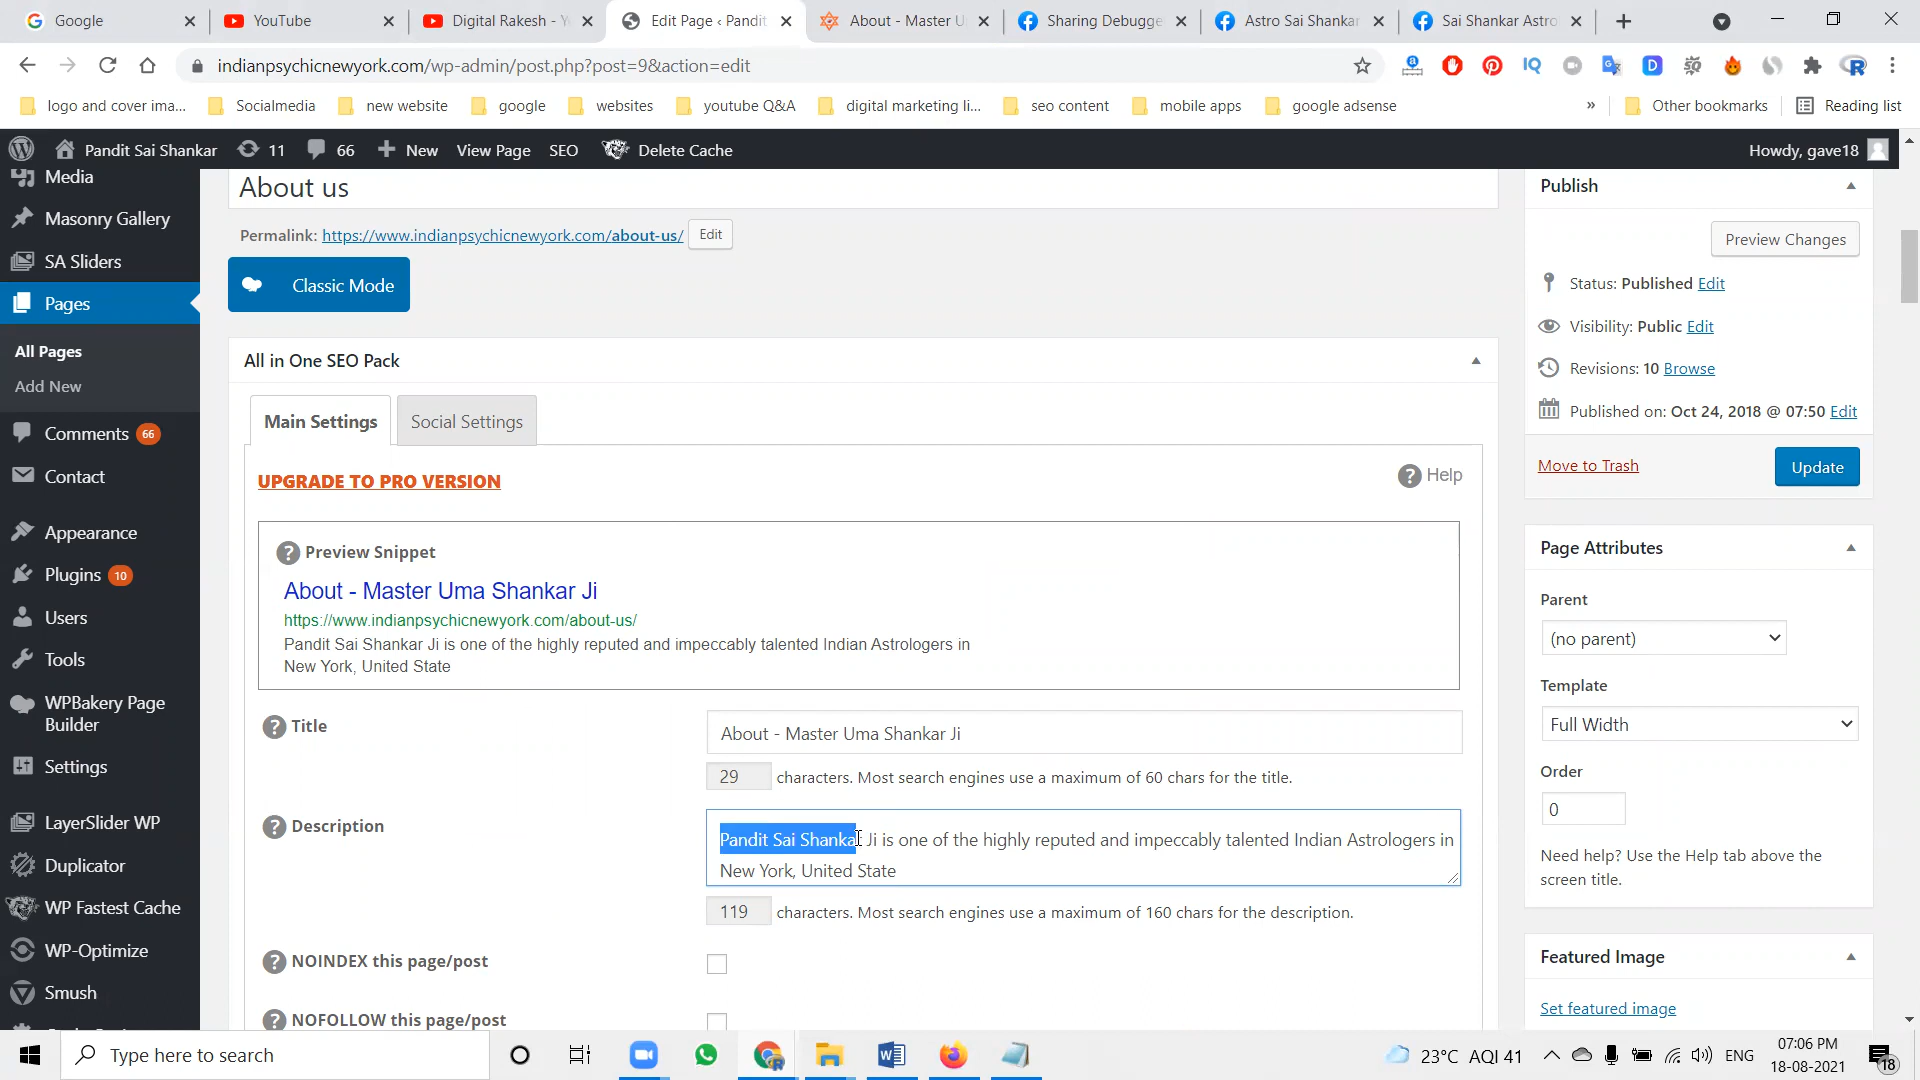 Google
YouTube
Digital Rakesh - Y
Edit Page ‹ Pandit
About - Master U
Sharing Debugge
Astro Sai Shankar
Sai Shankar Astro
indianpsychicnewyork.com/wp-admin/post.php?post=9&action=edit
logo and cover ima...
Socialmedia
new website
google
websites
youtube Q&A
digital marketing li...
seo content
mobile apps
google adsense
»
Other bookmarks
Reading list
Pandit Sai Shankar
11
66
New
View Page
SEO
Delete Cache
Howdy, gave18
Media
Masonry Gallery
SA Sliders
Pages
All Pages
Add New
Comments 66
Contact
Appearance
Plugins 10
Users
Tools
WPBakery Page
Builder
Settings
LayerSlider WP
Duplicator
WP Fastest Cache
WP-Optimize
Smush
About us
Permalink: https://www.indianpsychicnewyork.com/about-us/ Edit
Classic Mode
All in One SEO Pack
Main Settings
Social Settings
UPGRADE TO PRO VERSION
Help
Preview Snippet
About - Master Uma Shankar Ji
https://www.indianpsychicnewyork.com/about-us/
Pandit Sai Shankar Ji is one of the highly reputed and impeccably talented Indian Astrologers in
New York, United State
Title
About - Master Uma Shankar Ji
29 characters. Most search engines use a maximum of 60 chars for the title.
Description
Pandit Sai Shankar Ji is one of the highly reputed and impeccably talented Indian Astrologers in
New York, United State
119 characters. Most search engines use a maximum of 160 chars for the description.
NOINDEX this page/post
NOFOLLOW this page/post
Publish
Preview Changes
Status: Published Edit
Visibility: Public Edit
Revisions: 10 Browse
Published on: Oct 24, 2018 @ 07:50 Edit
Move to Trash
Update
Page Attributes
Parent
(no parent)
Template
Full Width
Order
0
Need help? Use the Help tab above the
screen title.
Featured Image
Set featured image
Type here to search
23°C AQI 41
ENG
07:06 PM
18-08-2021
18